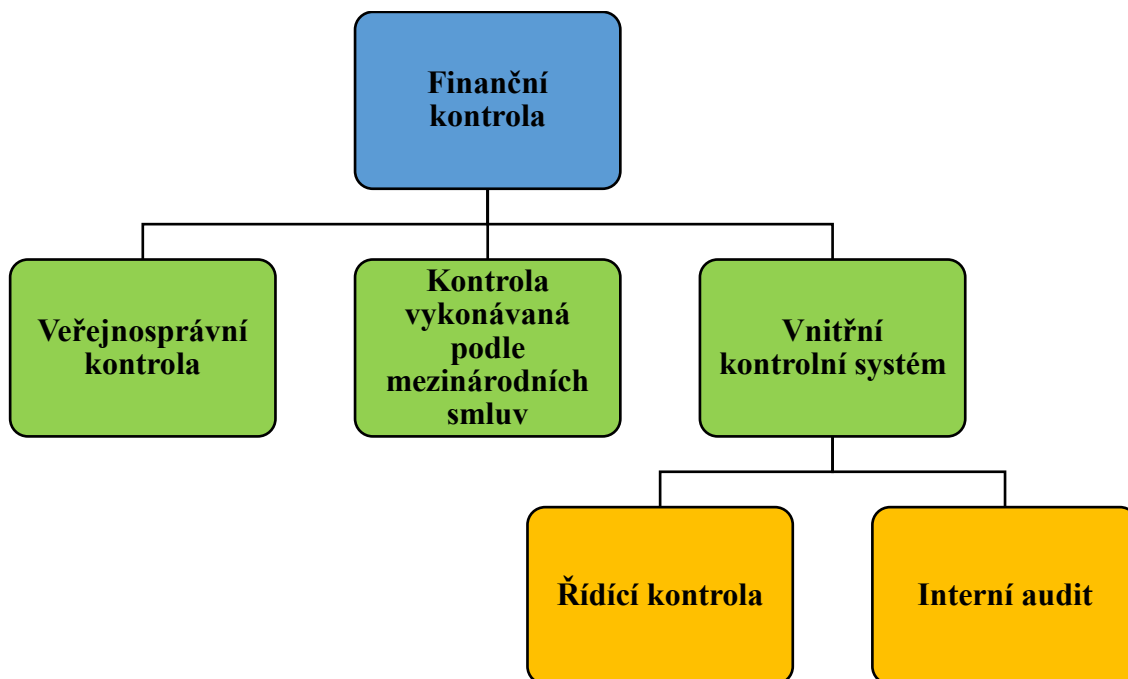 Finanční
kontrola
Veřejnosprávní
kontrola
Kontrola
vykonávaná
podle
mezinárodních
smluv
Vnitřní
kontrolní systém
Řídící kontrola
Interní audit